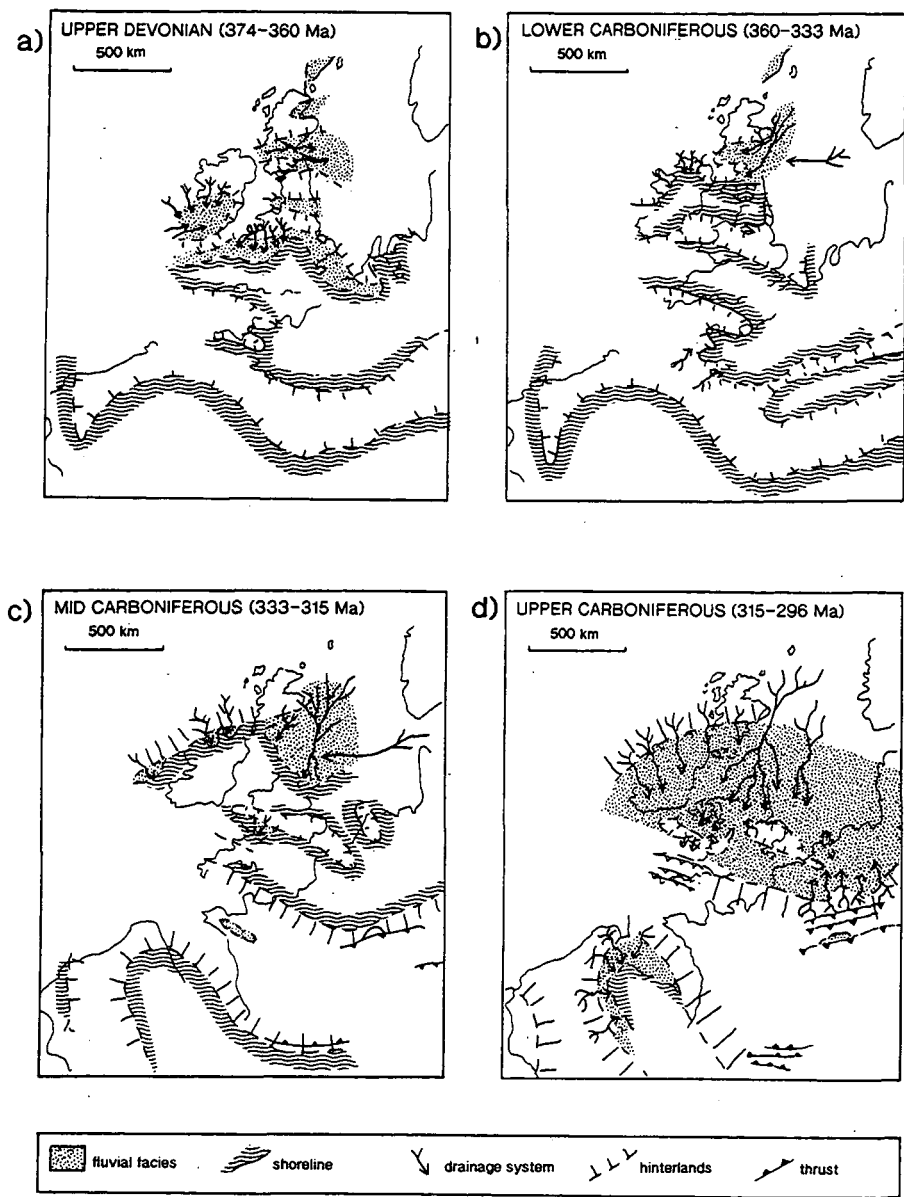 a) UPPER DEVONIAN (374-360 Ma)
500 km
b) LOWER CARBONIFEROUS (360-333 Ma)
500 km
c) MID CARBONIFEROUS (333-315 Ma)
500 km
d) UPPER CARBONIFEROUS (315-296 Ma)
500 km
fluvial facies
shoreline
drainage system
hinterlands
thrust